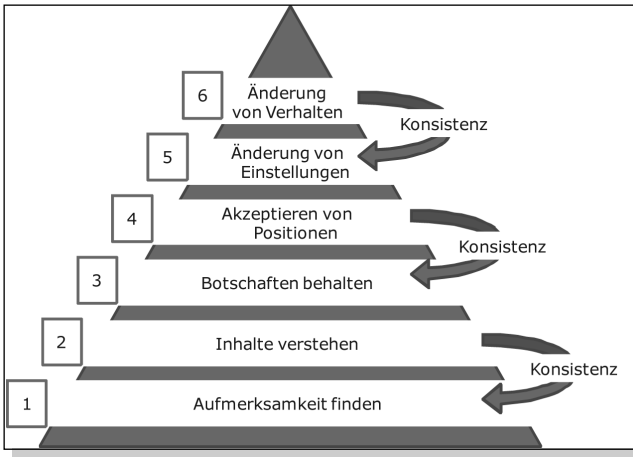 6
Änderung
von Verhalten
Konsistenz
5
Änderung von
Einstellungen
4
Akzeptieren von
Positionen
Konsistenz
3
Botschaften behalten
2
Inhalte verstehen
Konsistenz
1
Aufmerksamkeit finden